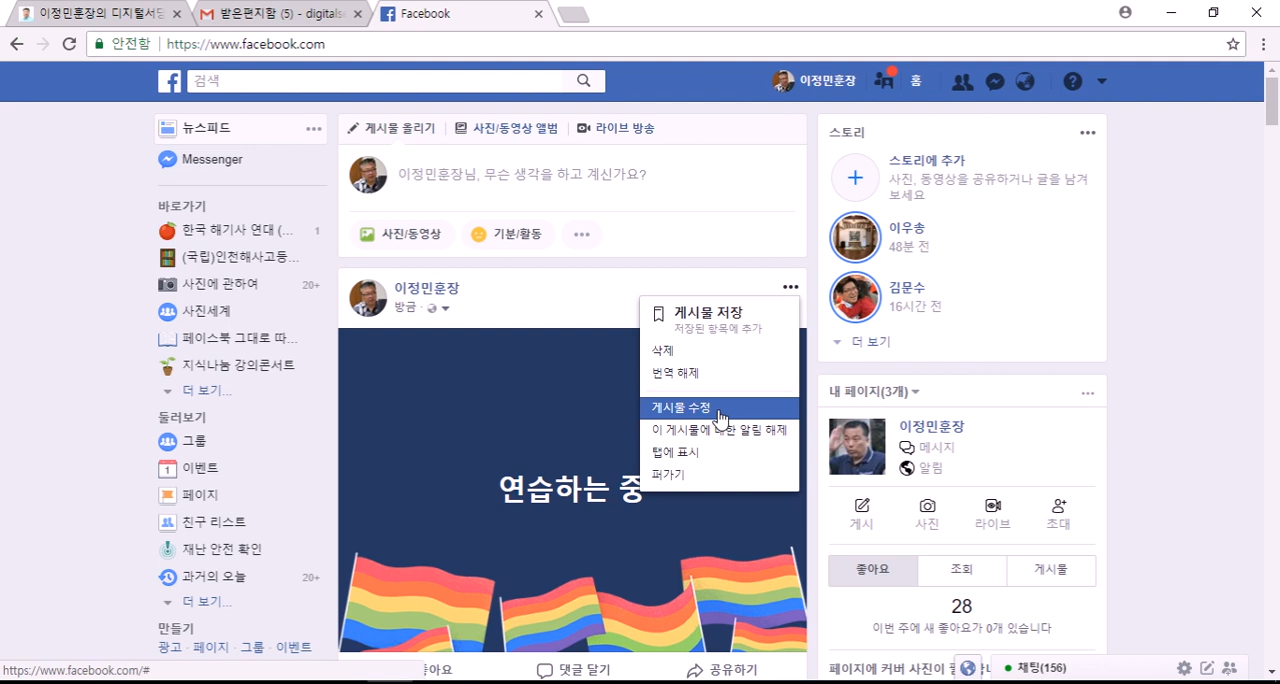 이정민훈장의 디지털서당
받은편지함 (5) - digitalse
Facebook
안전함
https://www.facebook.com
검색
이정민훈장
홈
뉴스피드
Messenger
바로가기
한국 해기사 연대 (...
1
(국립)인천해사고등...
사진에 관하여
20+
사진세계
페이스북 그대로 따...
지식나눔 강의콘서트
더 보기...
둘러보기
그룹
이벤트
페이지
친구 리스트
재난 안전 확인
과거의 오늘
20+
더 보기...
만들기
광고 · 페이지 · 그룹 · 이벤트
https://www.facebook.com/#
게시물 올리기
사진/동영상 앨범
라이브 방송
이정민훈장님, 무슨 생각을 하고 계신가요?
사진/동영상
기분/활동
이정민훈장
방금 ·
게시물 저장
저장된 항목에 추가
삭제
번역 해제
게시물 수정
이 게시물에 대한 알림 해제
탭에 표시
퍼가기
연습하는 중
좋아요
댓글 달기
공유하기
스토리
스토리에 추가
사진, 동영상을 공유하거나 글을 남겨
보세요
이우송
48분 전
김문수
16시간 전
더 보기
내 페이지(3개)
이정민훈장
메시지
알림
게시
사진
라이브
초대
좋아요
조회
게시물
28
이번 주에 새 좋아요가 0개 있습니다
페이지에 커버 사진이
채팅(156)